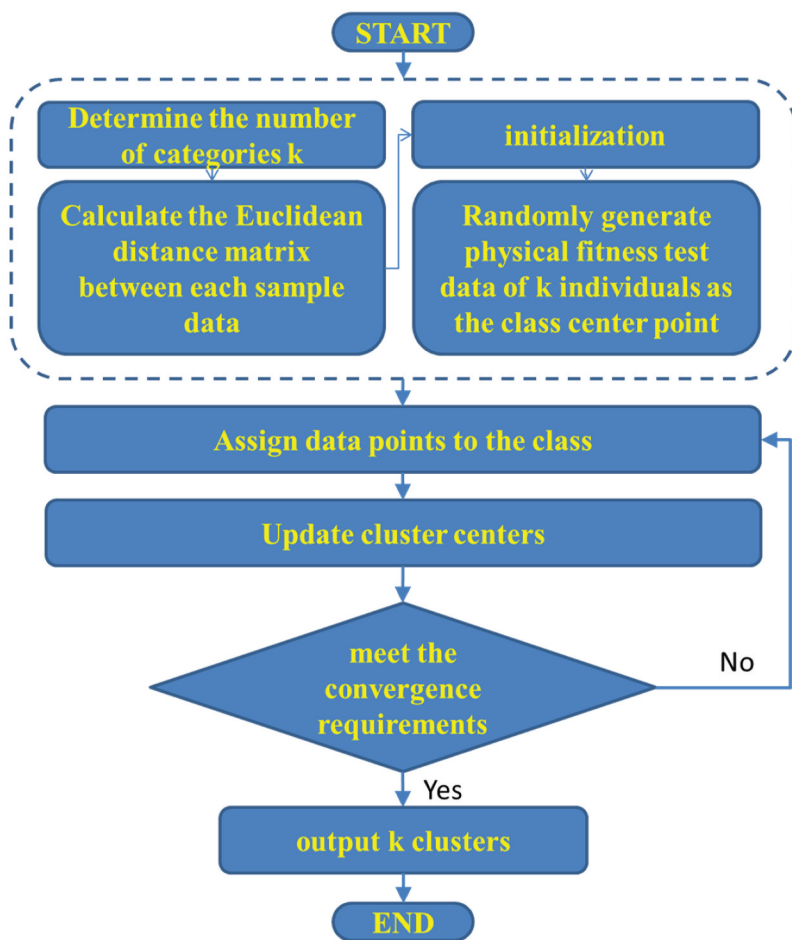 START
Determine the number
of categories k
Calculate the Euclidean
distance matrix
between each sample
data
initialization
Randomly generate
physical fitness test
data of k individuals as
the class center point
Assign data points to the class
Update cluster centers
meet the
convergence
requirements
No
Yes
output k clusters
END